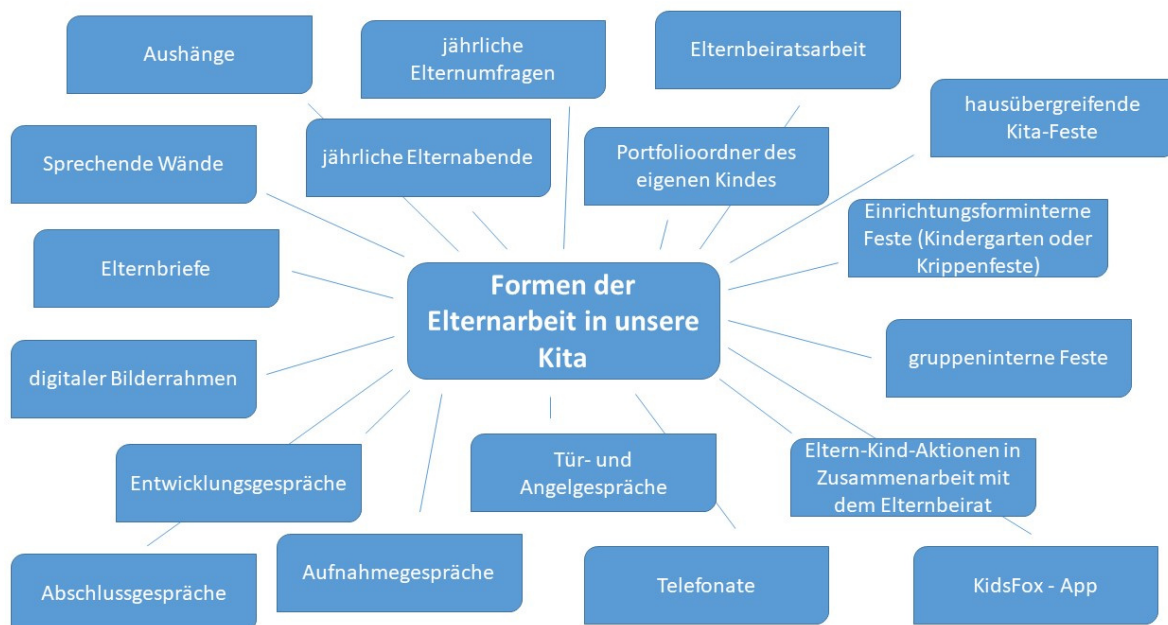 Aushänge
jährliche
Elternumfragen
Elternbeiratsarbeit
hausübergreifende
Kita-Feste
Sprechende Wände
jährliche Elternabende
Portfolioordner des
eigenen Kindes
Einrichtungsforminterne
Feste (Kindergarten oder
Krippenfeste)
Elternbriefe
Formen der
Elternarbeit in unsere
Kita
digitaler Bilderrahmen
gruppeninterne Feste
Entwicklungsgespräche
Tür- und
Angelgespräche
Eltern-Kind-Aktionen in
Zusammenarbeit mit
dem Elternbeirat
Abschlussgespräche
Aufnahmegespräche
Telefonate
KidsFox - App